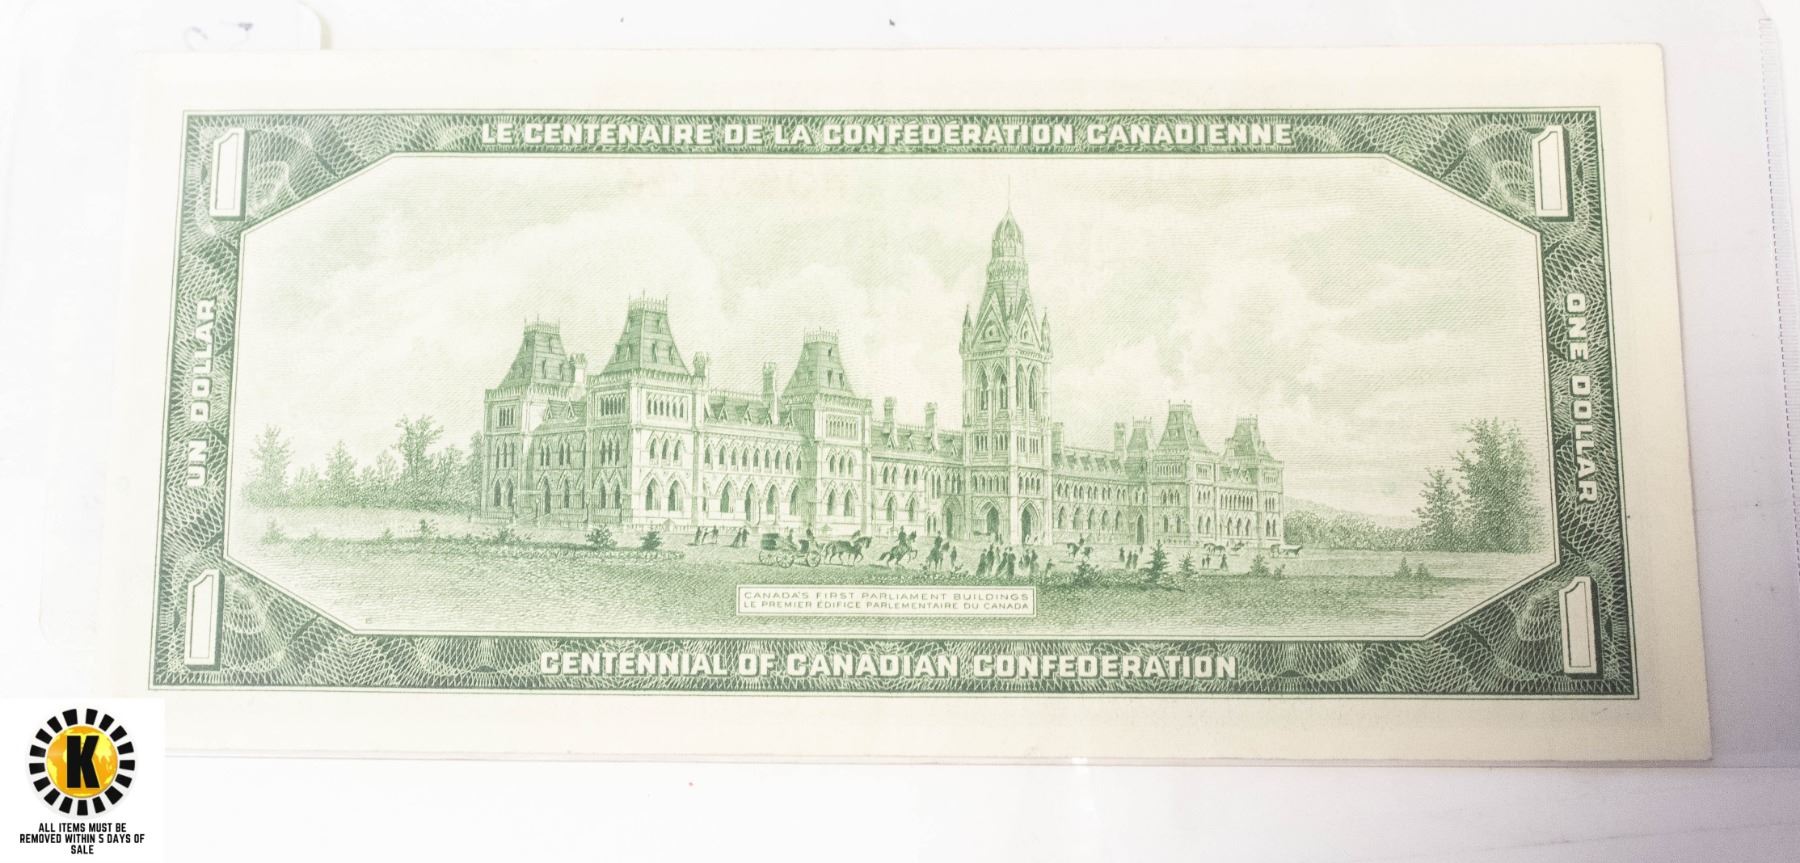 LE CENTENAIRE DE LA CONFÉDÉRATION CANADIENNE
1
1
UN DOLLAR
ONE DOLLAR
CANADA'S FIRST PARLIAMENT BUILDINGS
LE PREMIER ÉDIFICE PARLEMENTAIRE DU CANADA
1
1
CENTENNIAL OF CANADIAN CONFEDERATION
K
ALL ITEMS MUST BE
REMOVED WITHIN 5 DAYS OF
SALE